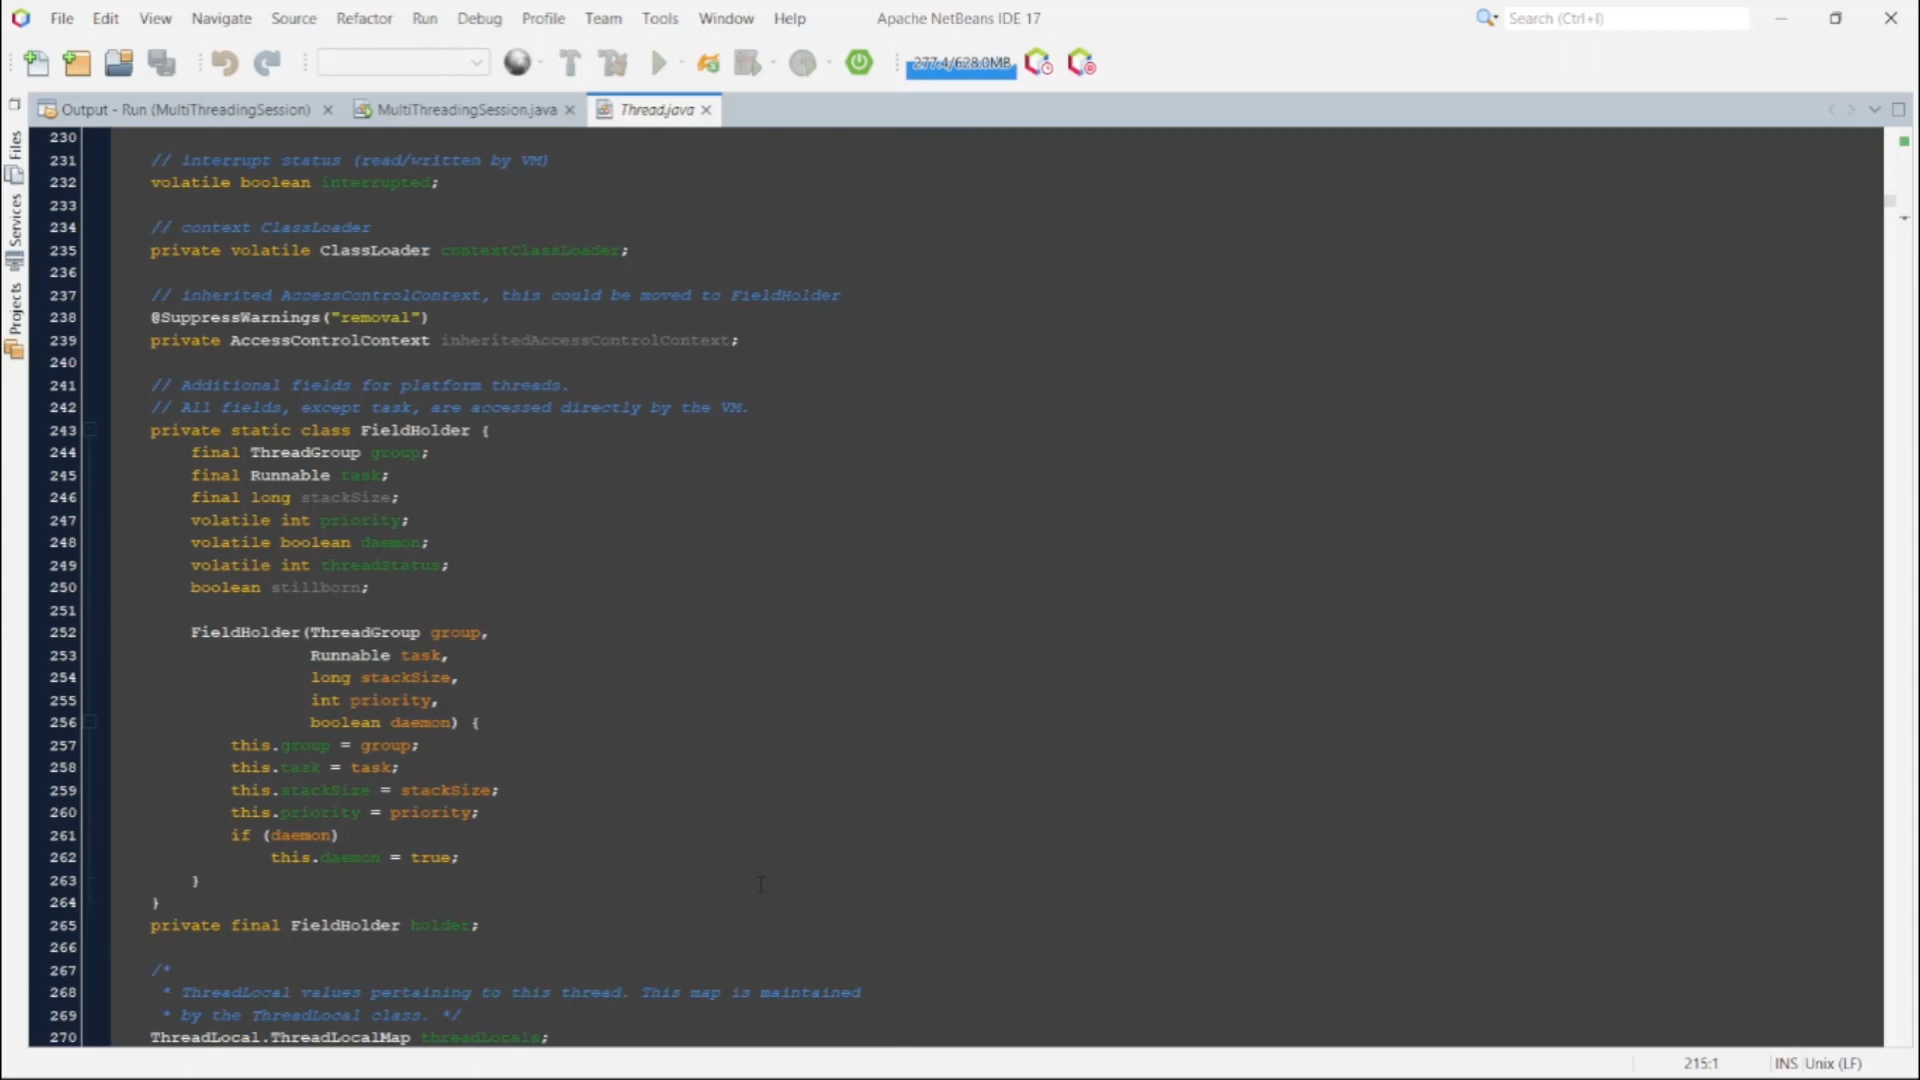 File Edit View Navigate Source Refactor Run Debug Profile Team Tools Window Help Apache NetBeans IDE 17 Search (Ctrl+I)
277.4/628.0MB
Output - Run (MultiThreadingSession) MultiThreadingSession.java Thread.java
Files
Services
Projects
230
231 // interrupt status (read/written by VM)
232 volatile boolean interrupted;
233
234 // context ClassLoader
235 private volatile ClassLoader contextClassLoader;
236
237 // inherited AccessControlContext, this could be moved to FieldHolder
238 @SuppressWarnings("removal")
239 private AccessControlContext inheritedAccessControlContext;
240
241 // Additional fields for platform threads.
242 // All fields, except task, are accessed directly by the VM.
243 private static class FieldHolder {
244 final ThreadGroup group;
245 final Runnable task;
246 final long stackSize;
247 volatile int priority;
248 volatile boolean daemon;
249 volatile int threadStatus;
250 boolean stillborn;
251
252 FieldHolder(ThreadGroup group,
253 Runnable task,
254 long stackSize,
255 int priority,
256 boolean daemon) {
257 this.group = group;
258 this.task = task;
259 this.stackSize = stackSize;
260 this.priority = priority;
261 if (daemon)
262 this.daemon = true;
263 }
264 }
265 private final FieldHolder holder;
266
267 /*
268 * ThreadLocal values pertaining to this thread. This map is maintained
269 * by the ThreadLocal class. */
270 ThreadLocal.ThreadLocalMap threadLocals;
215:1 INS Unix (LF)